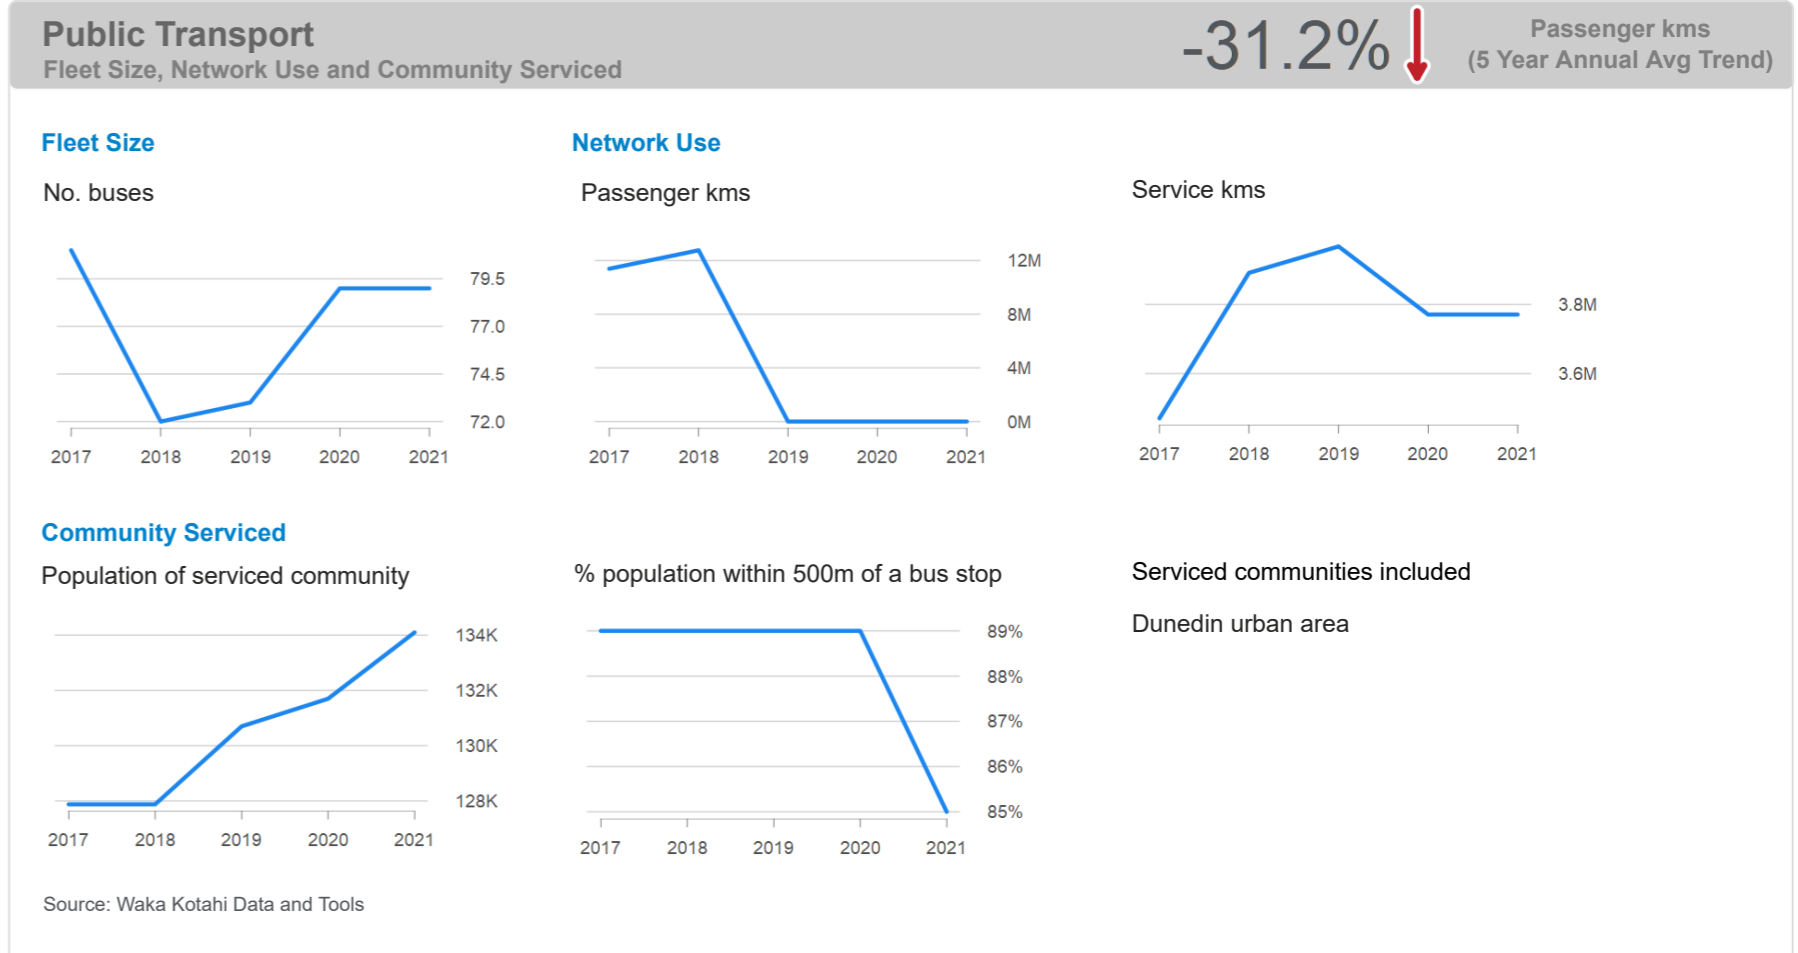 Public Transport
Fleet Size, Network Use and Community Serviced
-31.2%
Passenger kms
(5 Year Annual Avg Trend)
Fleet Size
Network Use
No. buses
Passenger kms
Service kms
79.5
77.0
74.5
72.0
2017 2018 2019 2020 2021
12M
8M
4M
0M
2017 2018 2019 2020 2021
3.8M
3.6M
2017 2018 2019 2020 2021
Community Serviced
Population of serviced community
% population within 500m of a bus stop
Serviced communities included
Dunedin urban area
134K
132K
130K
128K
2017 2018 2019 2020 2021
89%
88%
87%
86%
85%
2017 2018 2019 2020 2021
Source: Waka Kotahi Data and Tools